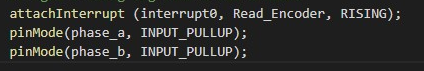 attachInterrupt (interrupt0, Read_Encoder, RISING);
pinMode(phase_a, INPUT_PULLUP);
pinMode(phase_b, INPUT_PULLUP);